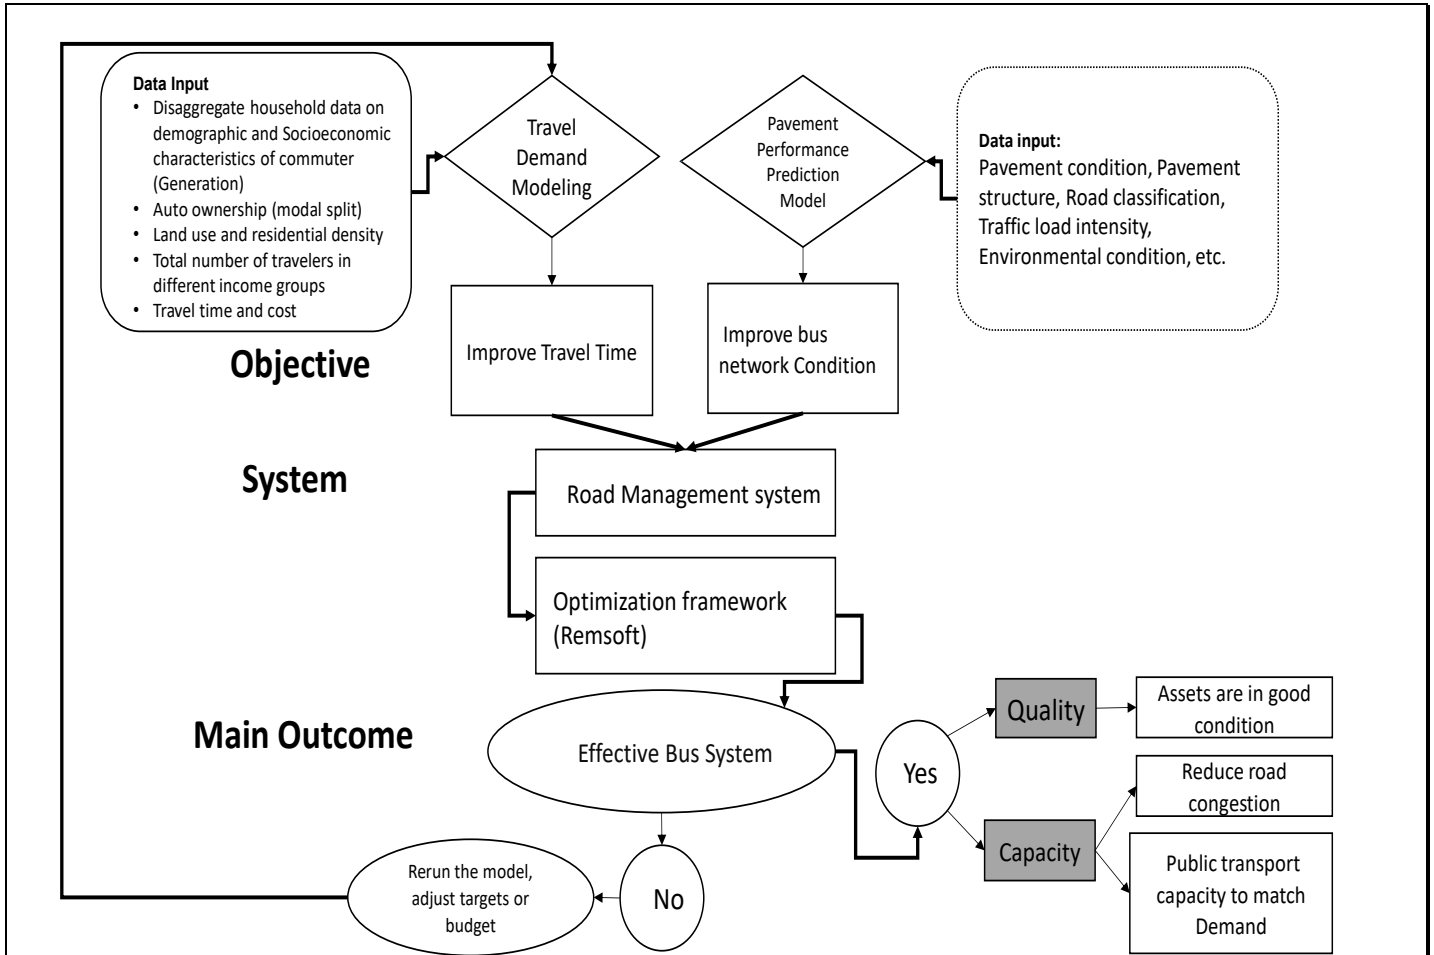 Data Input
• Disaggregate household data on
demographic and Socioeconomic
characteristics of commuter
(Generation)
• Auto ownership (modal split)
• Land use and residential density
• Total number of travelers in
different income groups
• Travel time and cost
Travel
Demand
Modeling
Pavement
Performance
Prediction
Model
Data input:
Pavement condition, Pavement
structure, Road classification,
Traffic load intensity,
Environmental condition, etc.
Objective
Improve Travel Time
Improve bus
network Condition
System
Road Management system
Optimization framework
(Remsoft)
Main Outcome
Effective Bus System
Yes
Quality
Assets are in good
condition
Reduce road
congestion
Capacity
Public transport
capacity to match
Demand
No
Rerun the model,
adjust targets or
budget